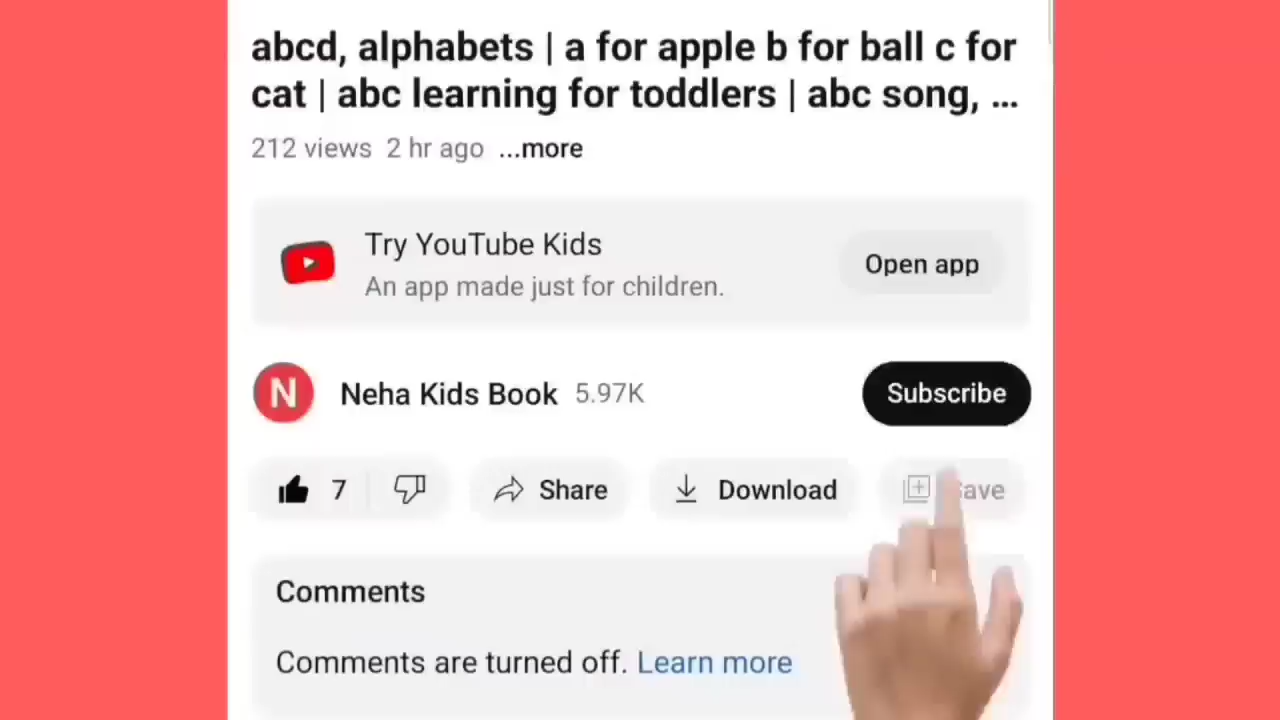 abcd, alphabets | a for apple b for ball c for
cat | abc learning for toddlers | abc song, ...
212 views 2 hr ago ...more
Try YouTube Kids
An app made just for children.
Open app
N
Neha Kids Book 5.97K
Subscribe
7
Share
Download
Comments
Comments are turned off. Learn more